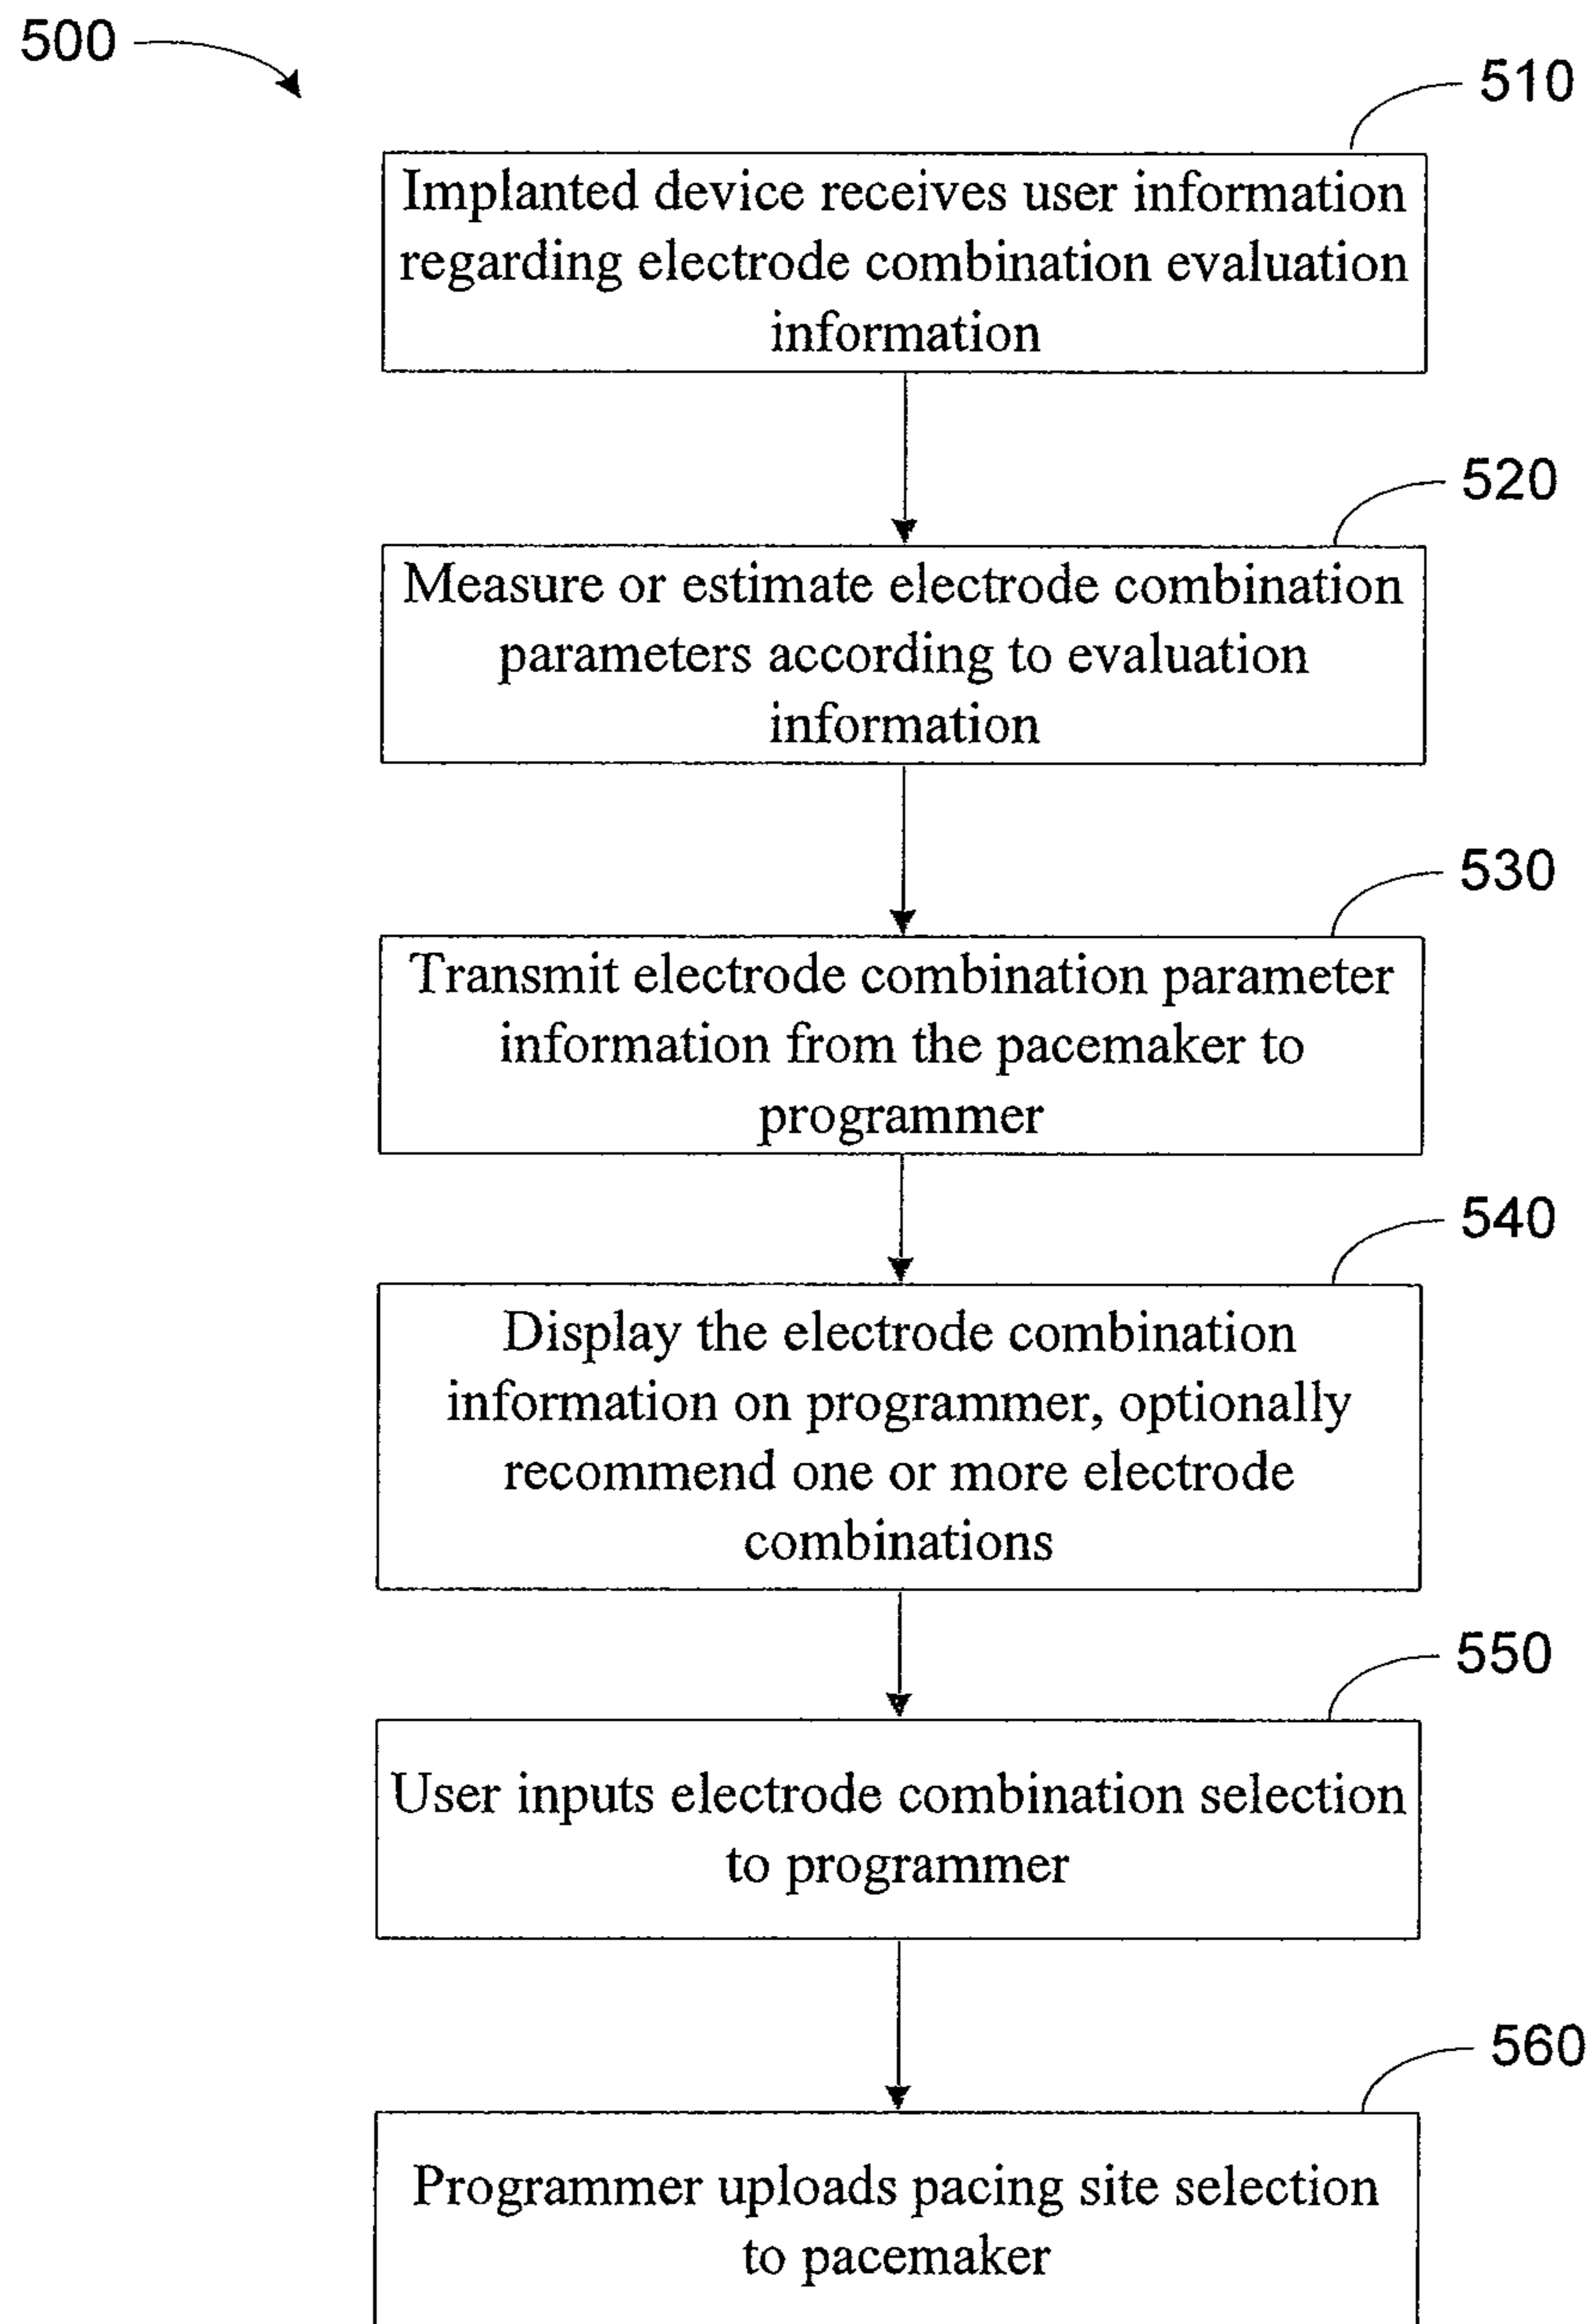 500
510
Implanted device receives user information
regarding electrode combination evaluation
information
520
Measure or estimate electrode combination
parameters according to evaluation
information
530
Transmit electrode combination parameter
information from the pacemaker to
programmer
540
Display the electrode combination
information on programmer, optionally
recommend one or more electrode
combinations
550
User inputs electrode combination selection
to programmer
560
Programmer uploads pacing site selection
to pacemaker